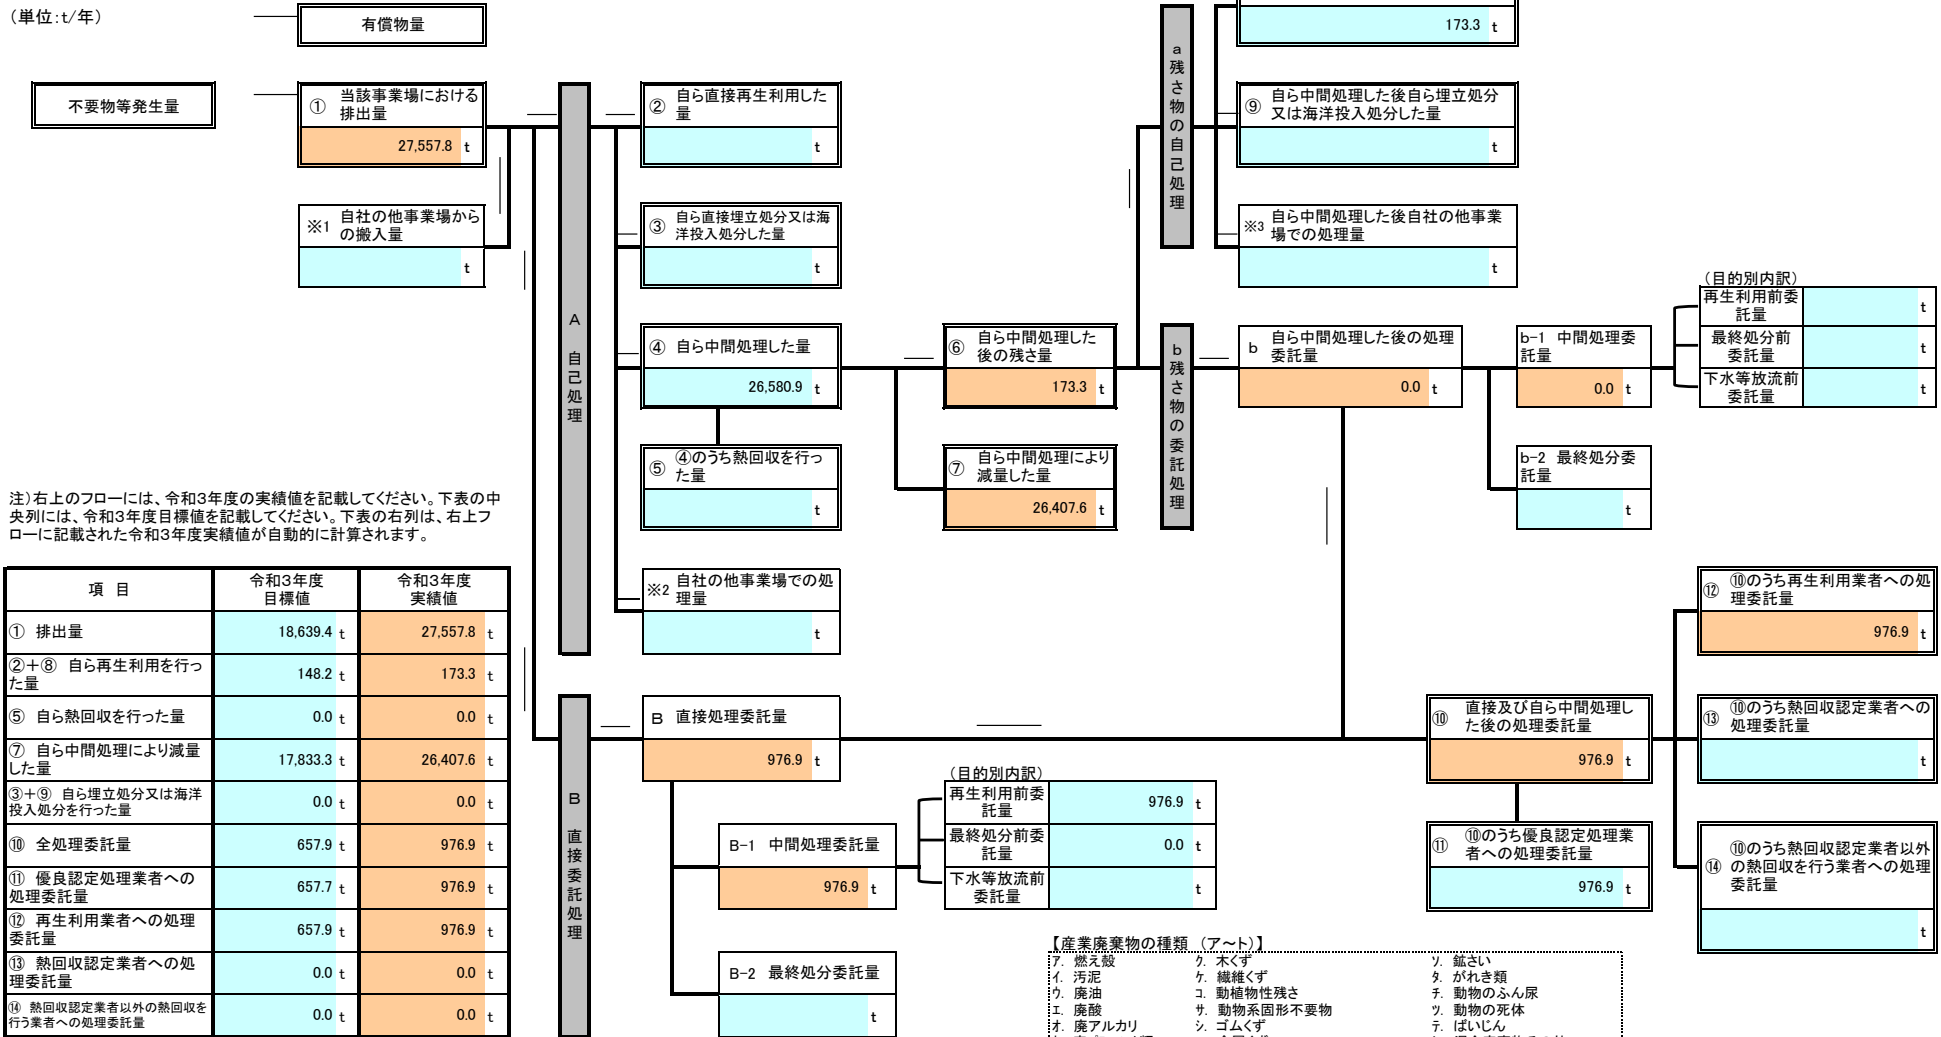 (単位:t/年)
有償物量
173.3 t
不要物等発生量
① 当該事業場における
排出量
27,557.8 t
※1 自社の他事業場から
の搬入量
t
A 自己処理
② 自ら直接再生利用した
量
t
③ 自ら直接埋立処分又は海
洋投入処分した量
t
④ 自ら中間処理した量
26,580.9 t
⑤ ④のうち熱回収を行っ
た量
t
※2 自社の他事業場での処
理量
t
⑥ 自ら中間処理した
後の残さ量
173.3 t
⑦ 自ら中間処理により
減量した量
26,407.6 t
a 残さ物の自己処理
⑨ 自ら中間処理した後自ら埋立処分
又は海洋投入処分した量
t
※3 自ら中間処理した後自社の他事業
場での処理量
t
b 残さ物の委託処理
b 自ら中間処理した後の処理
委託量
0.0 t
b-1 中間処理委
託量
0.0 t
b-2 最終処分委
託量
t
(目的別内訳)
再生利用前委
託量
t
最終処分前
委託量
t
下水等放流前
委託量
t
注)右上のフローには、令和3年度の実績値を記載してください。下表の中
央列には、令和3年度目標値を記載してください。下表の右列は、右上フ
ローに記載された令和3年度実績値が自動的に計算されます。
項 目 令和3年度 目標値 令和3年度 実績値
① 排出量 18,639.4 t 27,557.8 t
②+⑧ 自ら再生利用を行っ
た量 148.2 t 173.3 t
⑤ 自ら熱回収を行った量 0.0 t 0.0 t
⑦ 自ら中間処理により減量
した量 17,833.3 t 26,407.6 t
③+⑨ 自ら埋立処分又は海洋
投入処分を行った量 0.0 t 0.0 t
⑩ 全処理委託量 657.9 t 976.9 t
⑪ 優良認定処理業者への
処理委託量 657.7 t 976.9 t
⑫ 再生利用業者への処理
委託量 657.9 t 976.9 t
⑬ 熱回収認定業者への処
理委託量 0.0 t 0.0 t
⑭ 熱回収認定業者以外の熱回収を
行う業者への処理委託量 0.0 t 0.0 t
B 直接委託処理
B 直接処理委託量
976.9 t
B-1 中間処理委託量
976.9 t
B-2 最終処分委託量
t
(目的別内訳)
再生利用前委
託量
976.9 t
最終処分前委
託量
0.0 t
下水等放流前
委託量
t
⑩ 直接及び自ら中間処理し
た後の処理委託量
976.9 t
⑪ ⑩のうち優良認定処理業
者への処理委託量
976.9 t
⑫ ⑩のうち再生利用業者への処
理委託量
976.9 t
⑬ ⑩のうち熱回収認定業者への
処理委託量
t
⑭ ⑩のうち熱回収認定業者以外
の熱回収を行う業者への処理
委託量
t
【産業廃棄物の種類 (ア~ト)】
ア. 燃え殻 ク. 木くず ソ. 鉱さい
イ. 汚泥 ケ. 繊維くず タ. がれき類
ウ. 廃油 コ. 動植物性残さ チ. 動物のふん尿
エ. 廃酸 サ. 動物系固形不要物 ツ. 動物の死体
オ. 廃アルカリ シ. ゴムくず テ. ばいじん